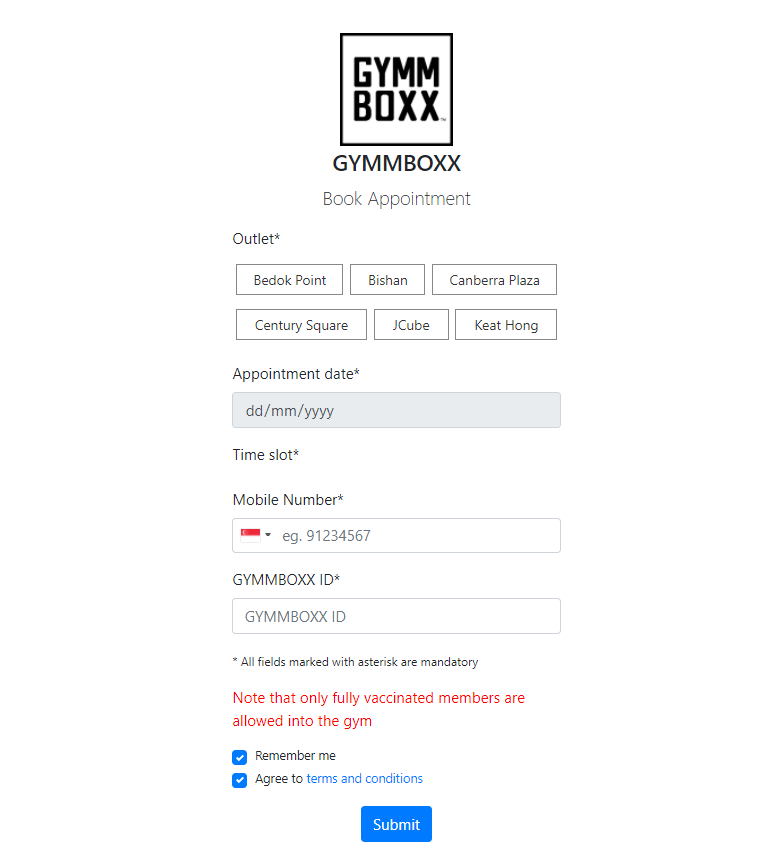 GYMM
BOXX™
GYMMBOXX
Book Appointment
Outlet*
Bedok Point
Bishan
Canberra Plaza
Century Square
JCube
Keat Hong
Appointment date*
dd/mm/yyyy
Time slot*
Mobile Number*
eg. 91234567
GYMMBOXX ID*
GYMMBOXX ID
* All fields marked with asterisk are mandatory
Note that only fully vaccinated members are
allowed into the gym
Remember me
Agree to terms and conditions
Submit